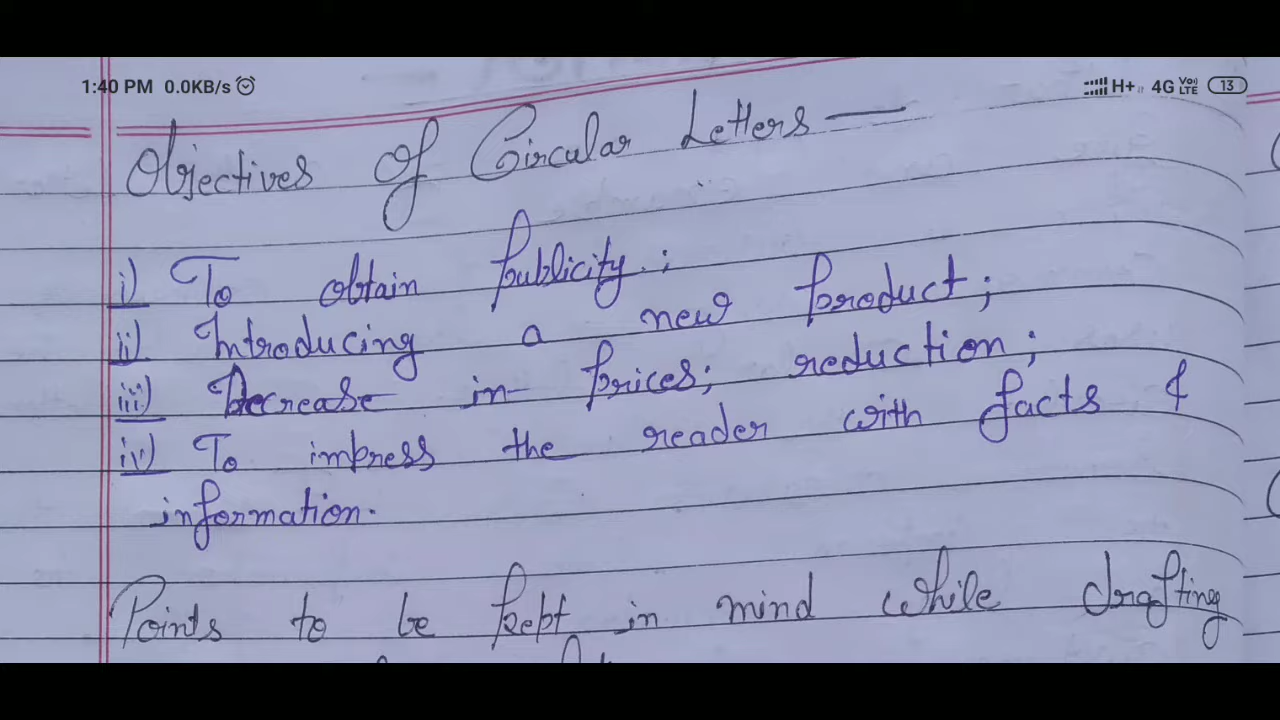 1:40 PM 0.0KB/s H+ 4G VoLTE 13
Objectives Of Circular Letters —
i) To obtain publicity.;
ii) Introducing a new product;
iii) Decrease in prices; reduction;
iv) To impress the reader with facts &
information.
Points to be kept in mind while drafting